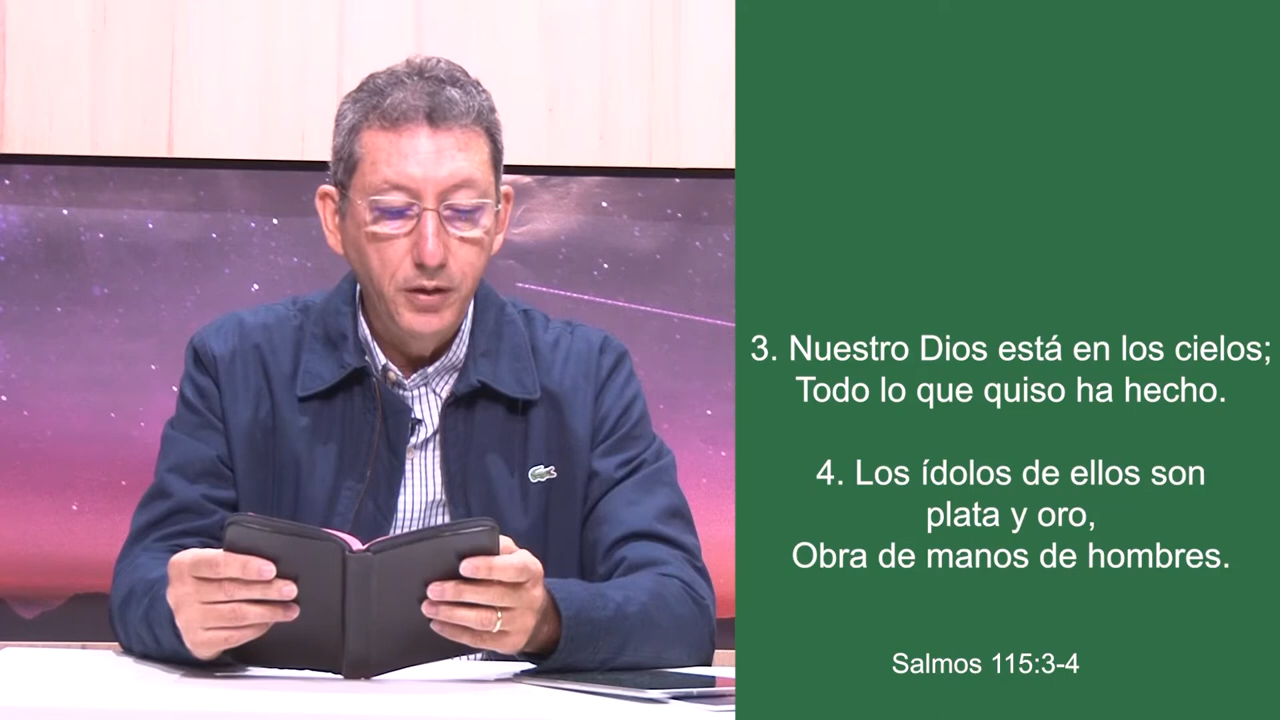 3. Nuestro Dios está en los cielos;
Todo lo que quiso ha hecho.
4. Los ídolos de ellos son
plata y oro,
Obra de manos de hombres.
Salmos 115:3-4